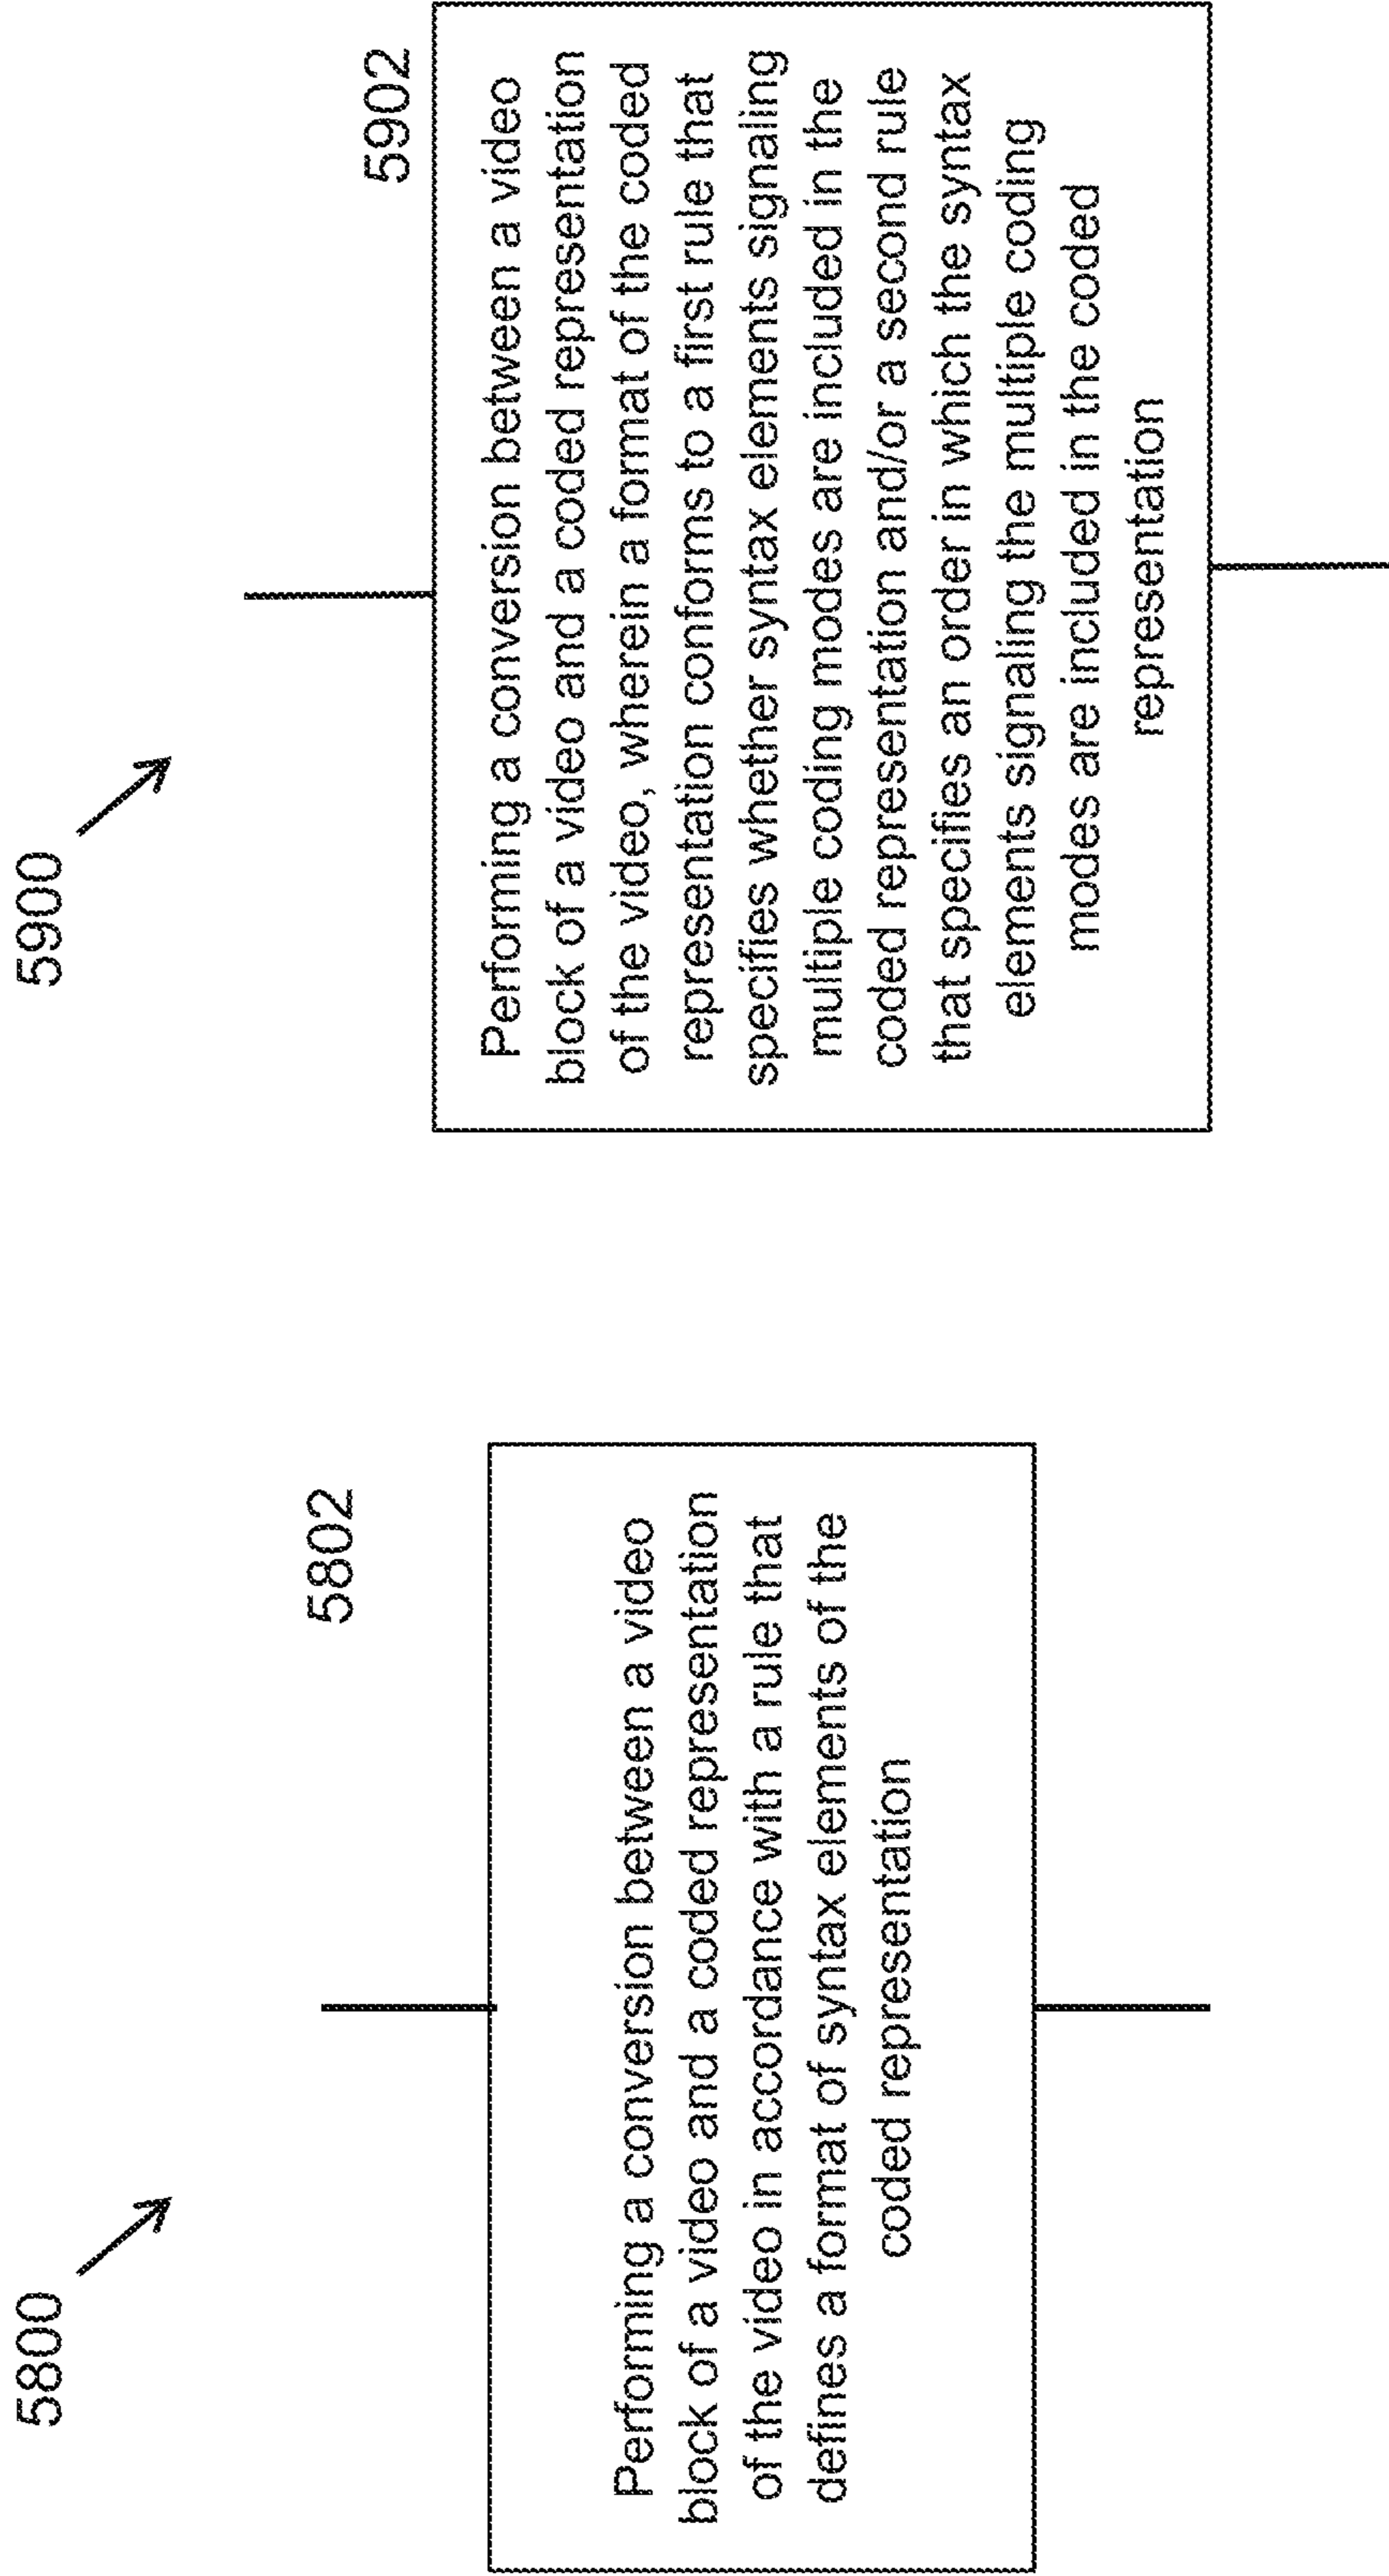 5800
5802
Performing a conversion between a video
block of a video and a coded representation
of the video in accordance with a rule that
defines a format of syntax elements of the
coded representation
5900
5902
Performing a conversion between a video
block of a video and a coded representation
of the video, wherein a format of the coded
representation conforms to a first rule that
specifies whether syntax elements signaling
multiple coding modes are included in the
coded representation and/or a second rule
that specifies an order in which the syntax
elements signaling the multiple coding
modes are included in the coded
representation